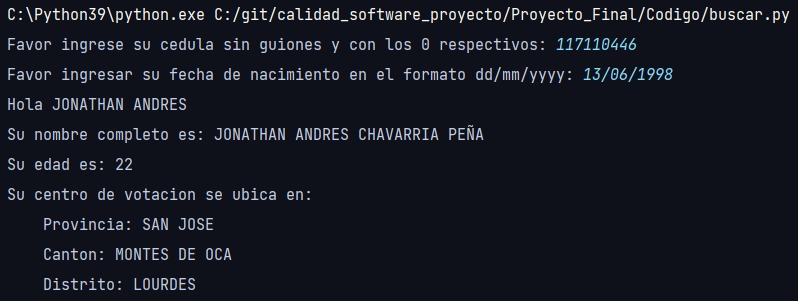 C:\Python39\python.exe C:/git/calidad_software_proyecto/Proyecto_Final/Codigo/buscar.py
Favor ingrese su cedula sin guiones y con los 0 respectivos: 117110446
Favor ingresar su fecha de nacimiento en el formato dd/mm/yyyy: 13/06/1998
Hola JONATHAN ANDRES
Su nombre completo es: JONATHAN ANDRES CHAVARRIA PEÑA
Su edad es: 22
Su centro de votacion se ubica en:
    Provincia: SAN JOSE
    Canton: MONTES DE OCA
    Distrito: LOURDES